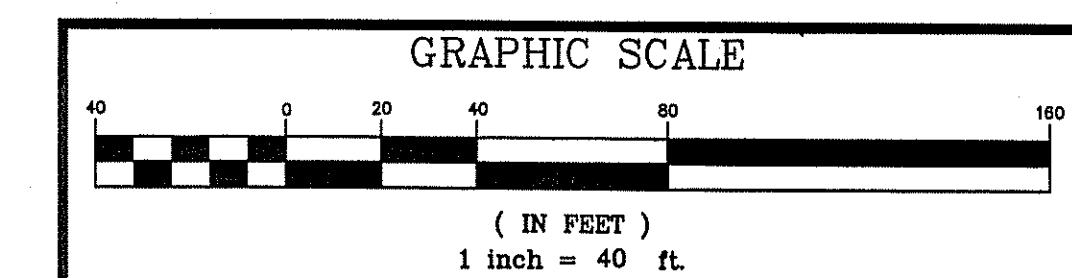 GRAPHIC SCALE
40 0 20 40 80 160
( IN FEET )
1 inch = 40 ft.